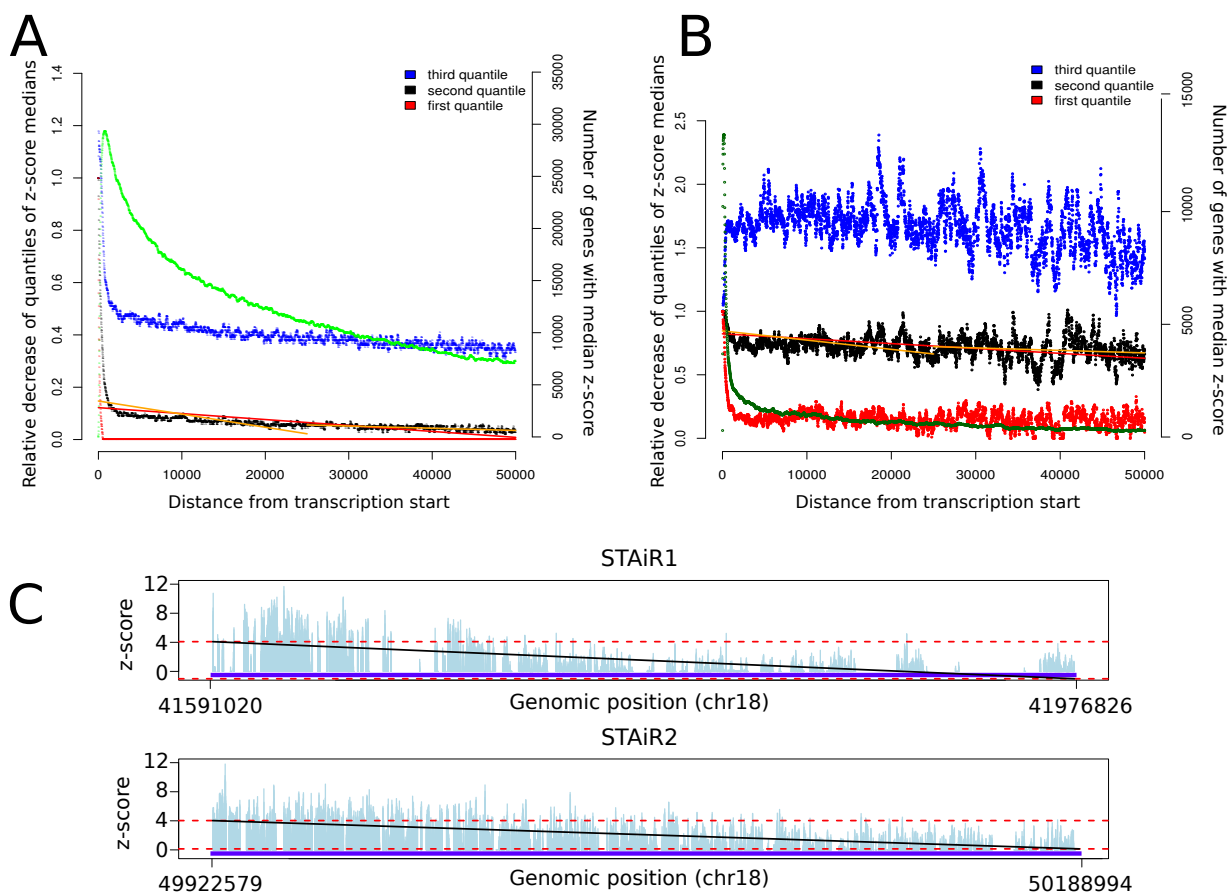 A
Relative decrease of quantiles of z-score medians
0.0
0.2
0.4
0.6
0.8
1.0
1.2
1.4
third quantile
second quantile
first quantile
0
5000
10000
15000
20000
25000
30000
35000
Number of genes with median z-score
0
10000
20000
30000
40000
50000
Distance from transcription start
B
Relative decrease of quantiles of z-score medians
0.0
0.5
1.0
1.5
2.0
2.5
third quantile
second quantile
first quantile
0
5000
10000
15000
Number of genes with median z-score
0
10000
20000
30000
40000
50000
Distance from transcription start
C
STAiR1
z-score
12
8
4
0
41591020
Genomic position (chr18)
41976826
STAiR2
z-score
12
8
4
0
49922579
Genomic position (chr18)
50188994